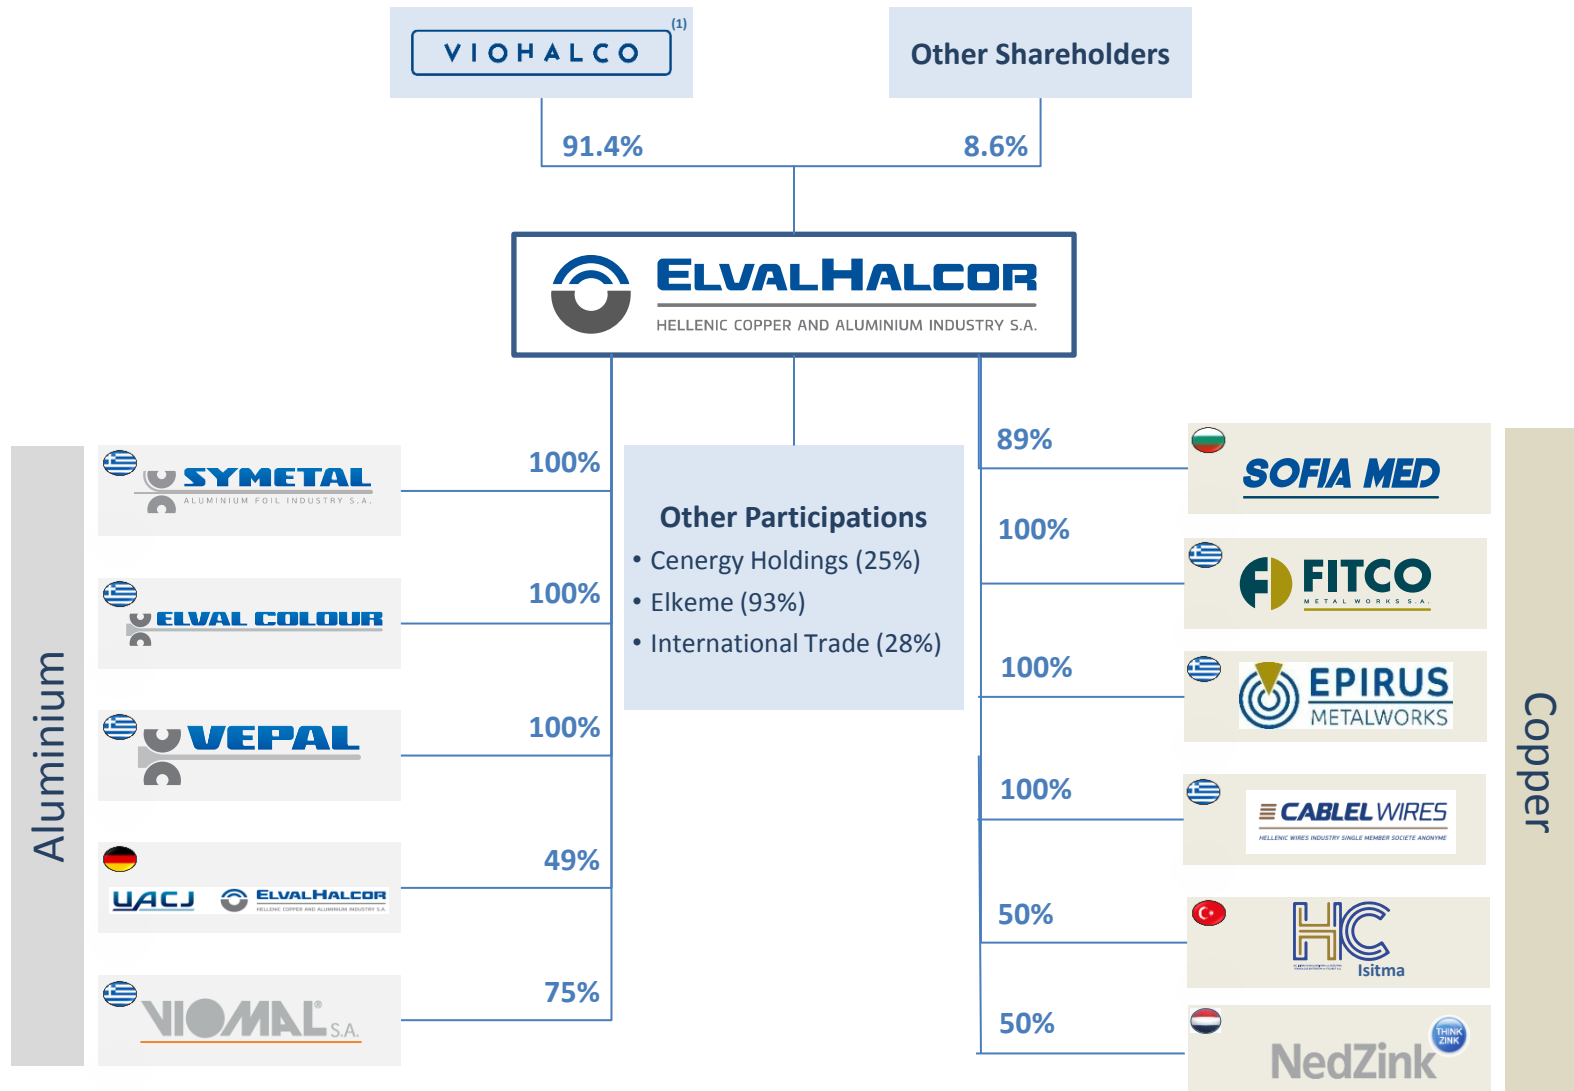 VIOHALCO
(1)
Other Shareholders
91.4%
8.6%
ELVALHALCOR
HELLENIC COPPER AND ALUMINIUM INDUSTRY S.A.
Aluminium
SYMETAL
ALUMINIUM FOIL INDUSTRY S.A.
100%
ELVAL COLOUR
100%
VEPAL
100%
UACJ
ELVALHALCOR
HELLENIC COPPER AND ALUMINIUM INDUSTRY S.A.
49%
VIOMAL® S.A.
75%
Other Participations
• Cenergy Holdings (25%)
• Elkeme (93%)
• International Trade (28%)
89%
SOFIA MED
100%
FITCO
METAL WORKS S.A.
100%
EPIRUS
METALWORKS
100%
CABLEL WIRES
HELLENIC WIRES INDUSTRY SINGLE MEMBER SOCIETE ANONYME
50%
HC
Isitma
50%
THINK
ZINK
NedZink
Copper